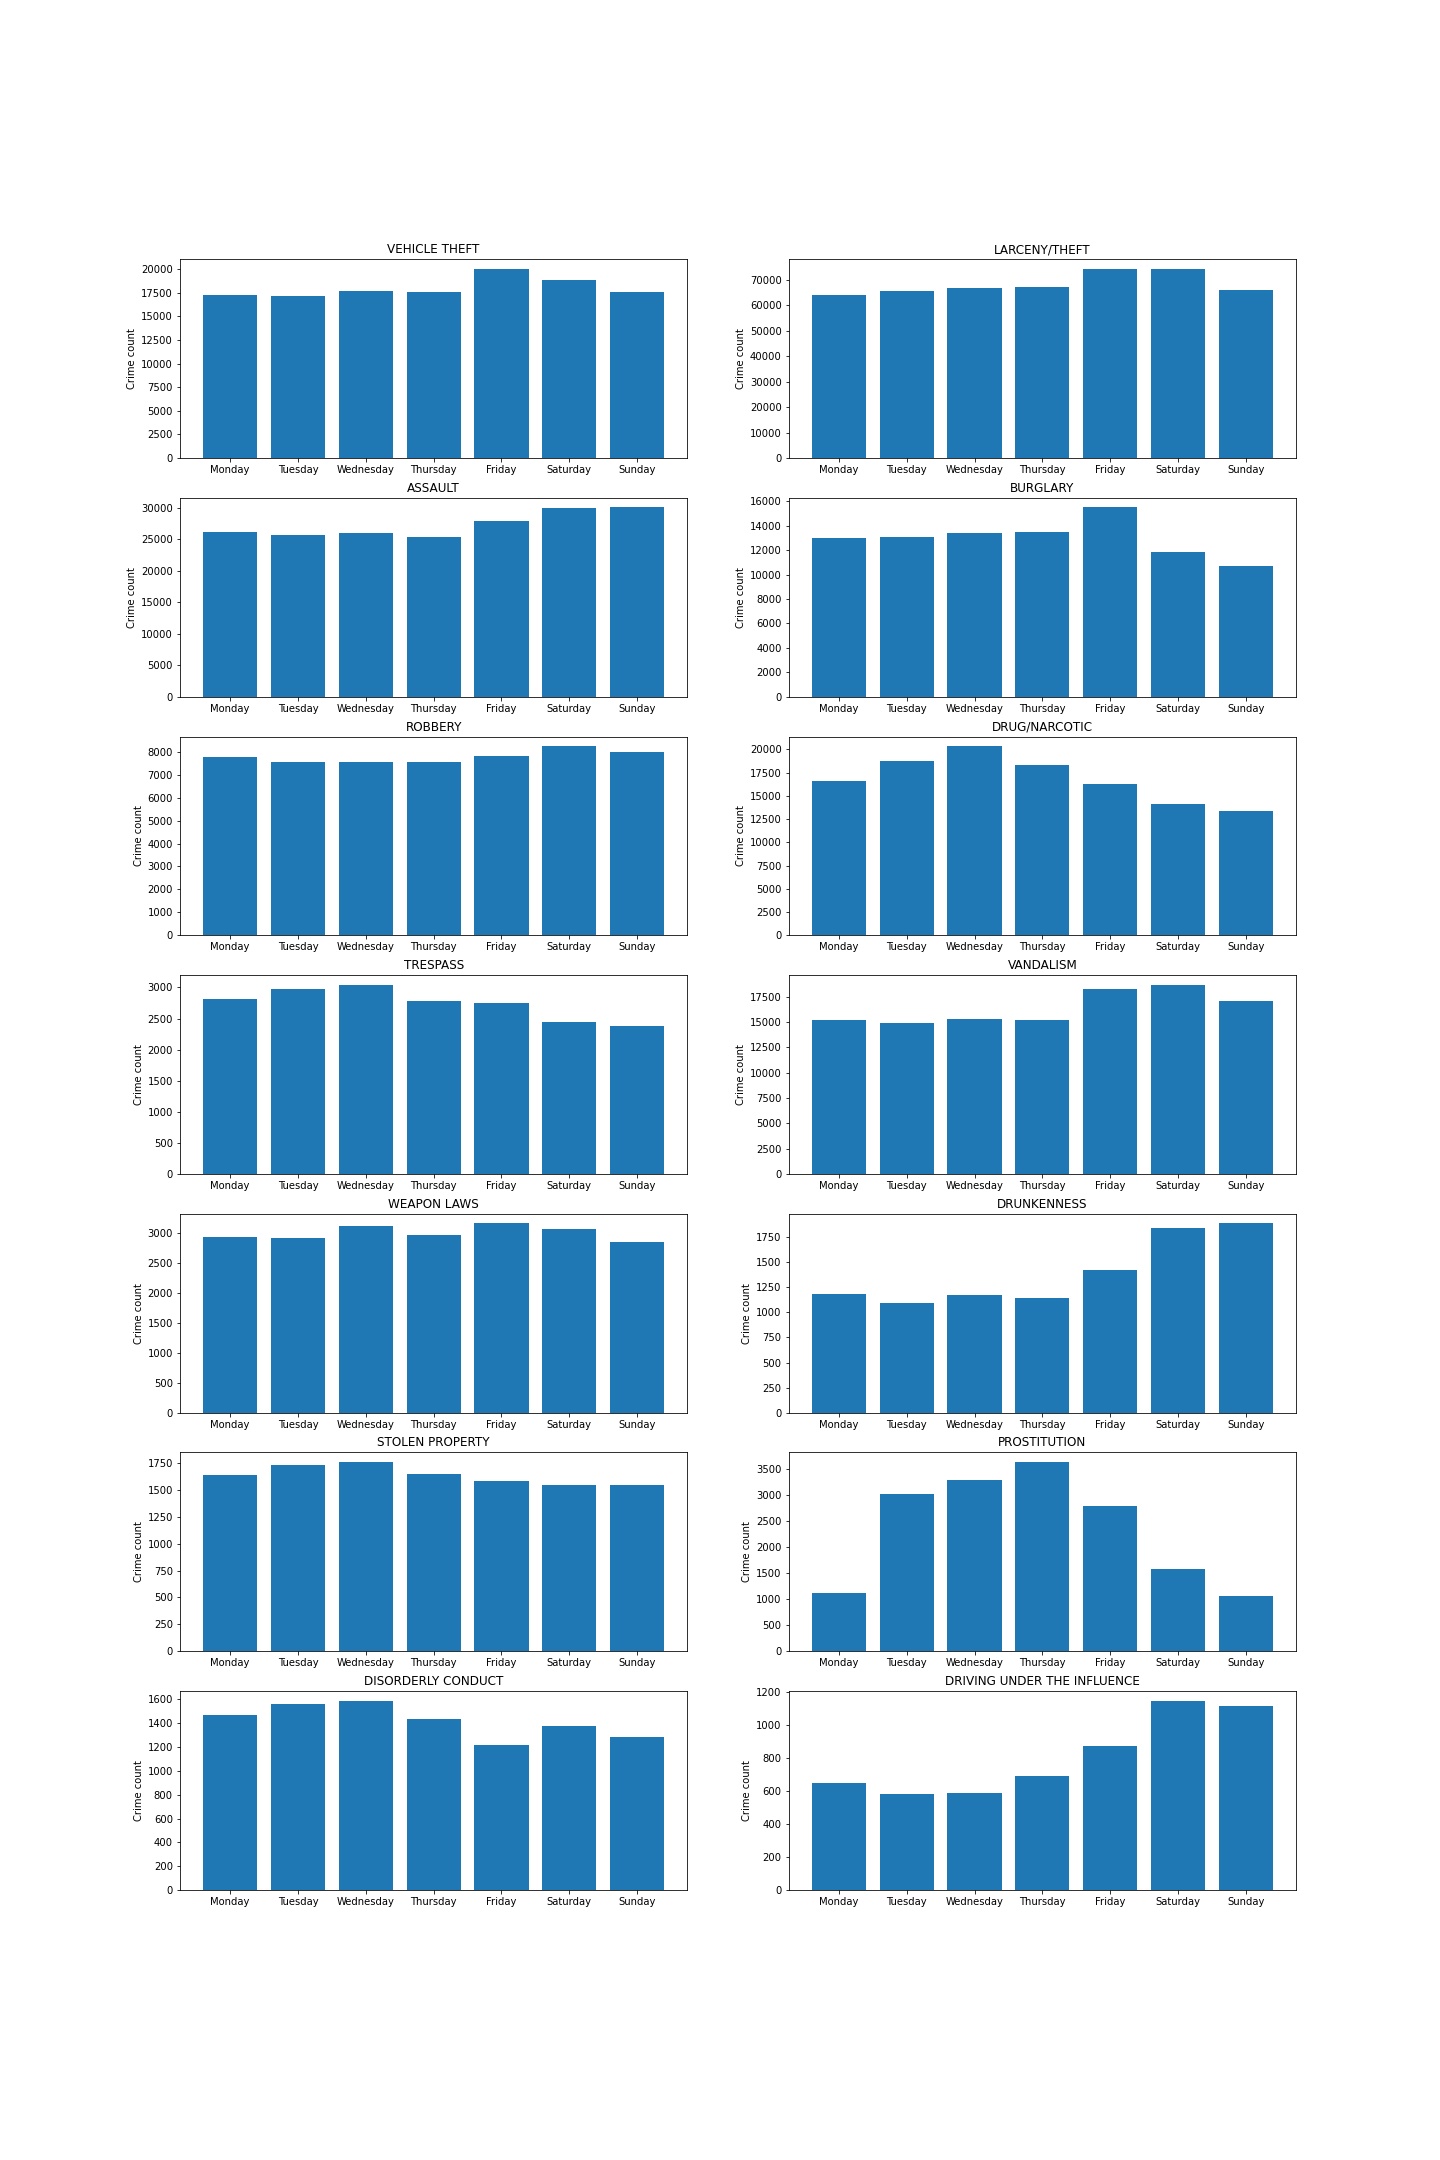 VEHICLE THEFT
Crime count
20000
17500
15000
12500
10000
7500
5000
2500
0
Monday Tuesday Wednesday Thursday Friday Saturday Sunday
LARCENY/THEFT
Crime count
70000
60000
50000
40000
30000
20000
10000
0
Monday Tuesday Wednesday Thursday Friday Saturday Sunday
ASSAULT
Crime count
30000
25000
20000
15000
10000
5000
0
Monday Tuesday Wednesday Thursday Friday Saturday Sunday
BURGLARY
Crime count
16000
14000
12000
10000
8000
6000
4000
2000
0
Monday Tuesday Wednesday Thursday Friday Saturday Sunday
ROBBERY
Crime count
8000
7000
6000
5000
4000
3000
2000
1000
0
Monday Tuesday Wednesday Thursday Friday Saturday Sunday
DRUG/NARCOTIC
Crime count
20000
17500
15000
12500
10000
7500
5000
2500
0
Monday Tuesday Wednesday Thursday Friday Saturday Sunday
TRESPASS
Crime count
3000
2500
2000
1500
1000
500
0
Monday Tuesday Wednesday Thursday Friday Saturday Sunday
VANDALISM
Crime count
17500
15000
12500
10000
7500
5000
2500
0
Monday Tuesday Wednesday Thursday Friday Saturday Sunday
WEAPON LAWS
Crime count
3000
2500
2000
1500
1000
500
0
Monday Tuesday Wednesday Thursday Friday Saturday Sunday
DRUNKENNESS
Crime count
1750
1500
1250
1000
750
500
250
0
Monday Tuesday Wednesday Thursday Friday Saturday Sunday
STOLEN PROPERTY
Crime count
1750
1500
1250
1000
750
500
250
0
Monday Tuesday Wednesday Thursday Friday Saturday Sunday
PROSTITUTION
Crime count
3500
3000
2500
2000
1500
1000
500
0
Monday Tuesday Wednesday Thursday Friday Saturday Sunday
DISORDERLY CONDUCT
Crime count
1600
1400
1200
1000
800
600
400
200
0
Monday Tuesday Wednesday Thursday Friday Saturday Sunday
DRIVING UNDER THE INFLUENCE
Crime count
1200
1000
800
600
400
200
0
Monday Tuesday Wednesday Thursday Friday Saturday Sunday